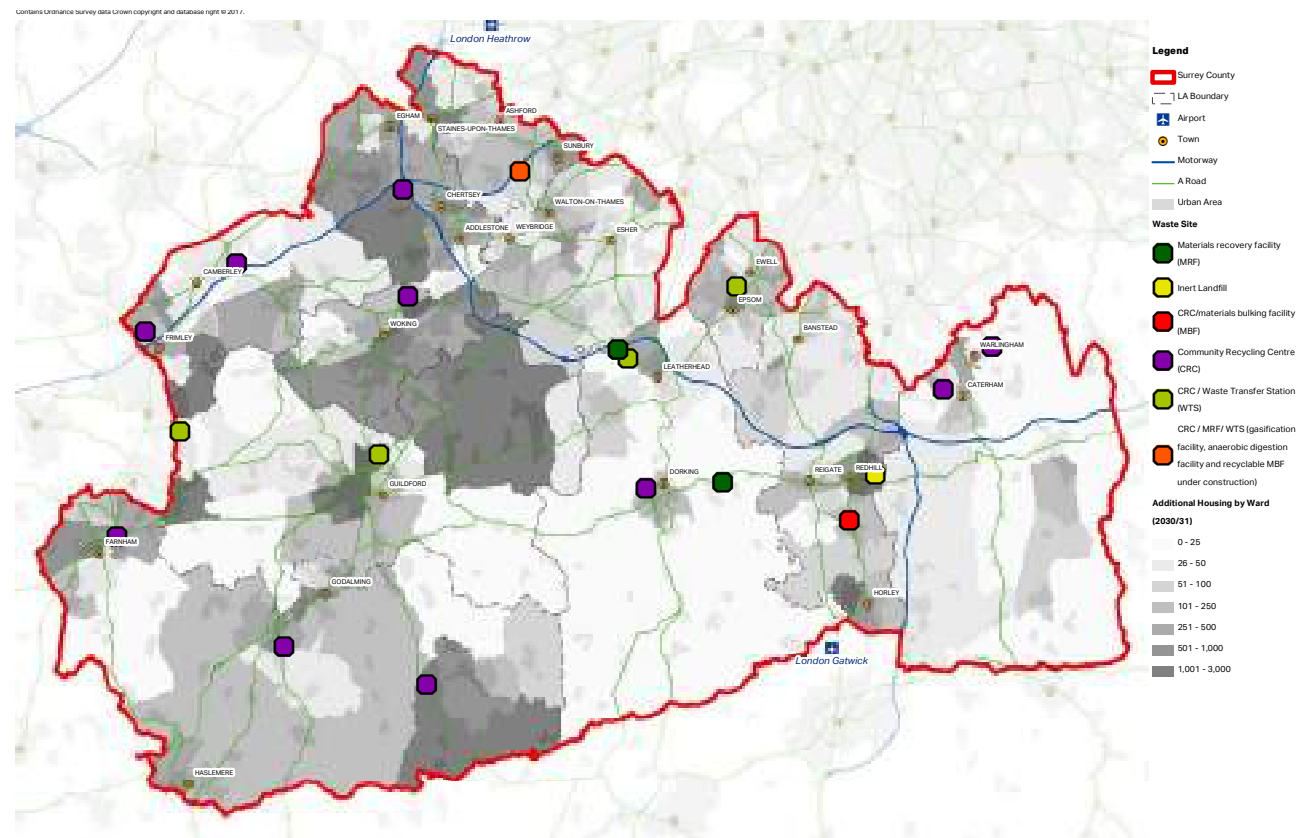 Contains Ordnance Survey data Crown copyright and database right © 2017.
London Heathrow
EGHAM
ASHFORD
STAINES-UPON-THAMES
SUNBURY
CHERTSEY
WALTON-ON-THAMES
ADDLESTONE
WEYBRIDGE
ESHER
CAMBERLEY
EWELL
EPSOM
WOKING
BANSTEAD
FRIMLEY
WARLINGHAM
LEATHERHEAD
CATERHAM
DORKING
REIGATE
REDHILL
GUILDFORD
FARNHAM
GODALMING
HORLEY
London Gatwick
HASLEMERE
Legend
Surrey County
LA Boundary
Airport
Town
Motorway
A Road
Urban Area
Waste Site
Materials recovery facility
(MRF)
Inert Landfill
CRC/materials bulking facility
(MBF)
Community Recycling Centre
(CRC)
CRC / Waste Transfer Station
(WTS)
CRC / MRF/ WTS (gasification
facility, anaerobic digestion
facility and recyclable MBF
under construction)
Additional Housing by Ward
(2030/31)
0 - 25
26 - 50
51 - 100
101 - 250
251 - 500
501 - 1,000
1,001 - 3,000